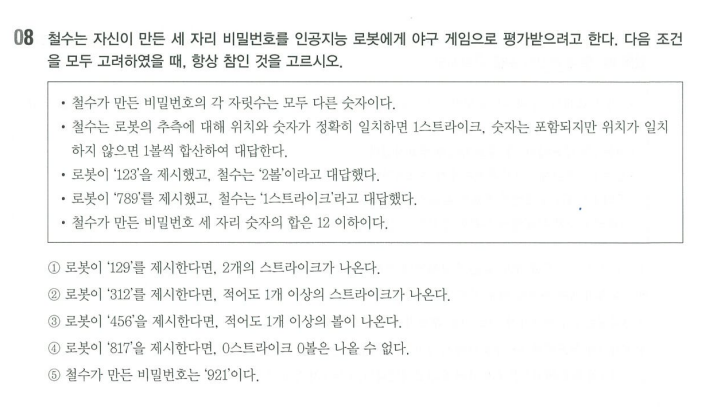 08 철수는 자신이 만든 세 자리 비밀번호를 인공지능 로봇에게 야구 게임으로 평가받으려고 한다. 다음 조건
을 모두 고려하였을 때, 항상 참인 것을 고르시오.
• 철수가 만든 비밀번호의 각 자릿수는 모두 다른 숫자이다.
• 철수는 로봇의 추측에 대해 위치와 숫자가 정확히 일치하면 1스트라이크, 숫자는 포함되지만 위치가 일치
하지 않으면 1볼씩 합산하여 대답한다.
• 로봇이 '123'을 제시했고, 철수는 '2볼'이라고 대답했다.
• 로봇이 '789'를 제시했고, 철수는 '1스트라이크'라고 대답했다.
• 철수가 만든 비밀번호 세 자리 숫자의 합은 12 이하이다.
① 로봇이 '129'를 제시한다면, 2개의 스트라이크가 나온다.
② 로봇이 '312'를 제시한다면, 적어도 1개 이상의 스트라이크가 나온다.
③ 로봇이 '456'을 제시한다면, 적어도 1개 이상의 볼이 나온다.
④ 로봇이 '817'을 제시한다면, 0스트라이크 0볼은 나올 수 없다.
⑤ 철수가 만든 비밀번호는 '921'이다.